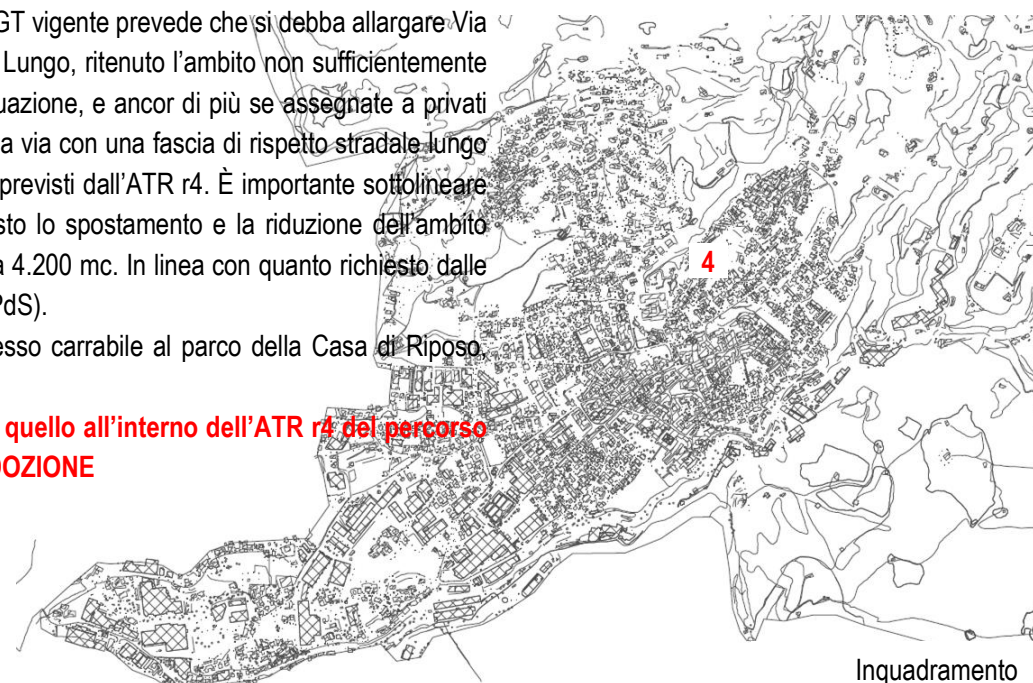 GT vigente prevede che si debba allargare Via
Lungo, ritenuto l’ambito non sufficientemente
uazione, e ancor di più se assegnate a privati
a via con una fascia di rispetto stradale lungo
previsti dall’ATR r4. È importante sottolineare
sto lo spostamento e la riduzione dell’ambito
a 4.200 mc. In linea con quanto richiesto dalle
PdS).
esso carrabile al parco della Casa di Riposo,
quello all’interno dell’ATR r4 del percorso
DOZIONE
4
Inquadramento